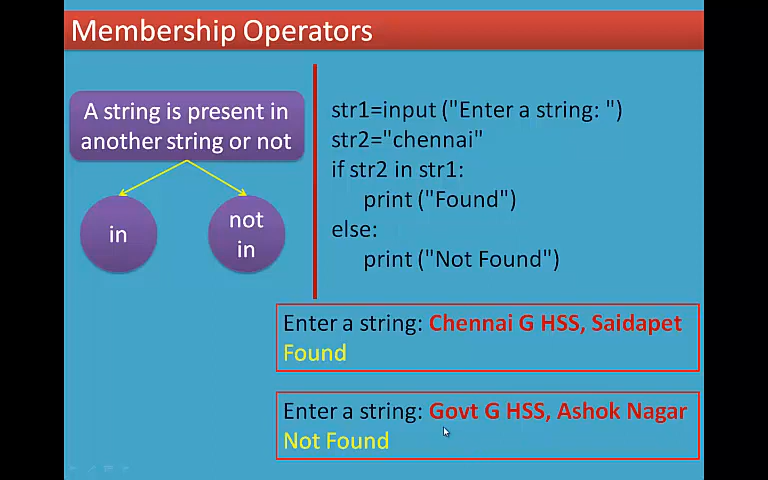 Membership Operators
A string is present in
another string or not
in
not
in
str1=input ("Enter a string: ")
str2="chennai"
if str2 in str1:
print ("Found")
else:
print ("Not Found")
Enter a string: Chennai G HSS, Saidapet
Found
Enter a string: Govt G HSS, Ashok Nagar
Not Found